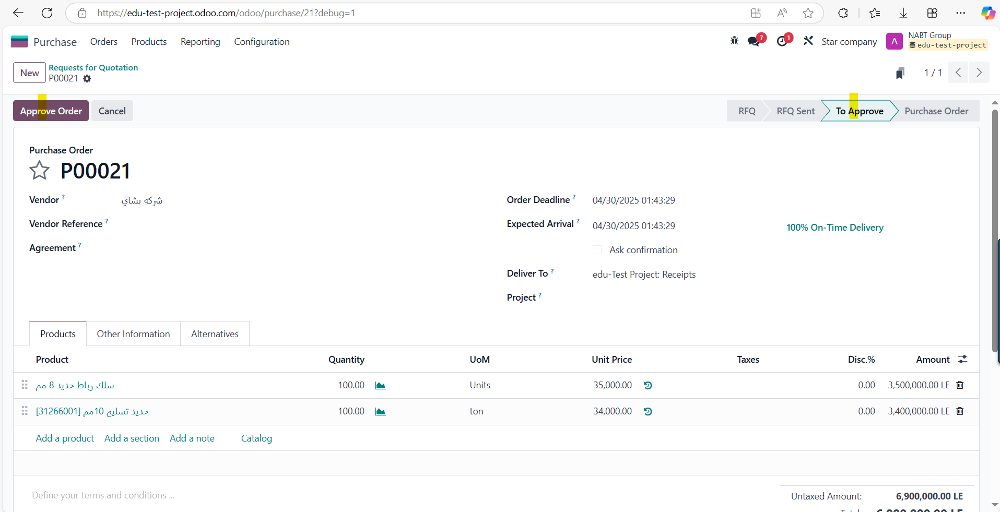 https://edu-test-project.odoo.com/odoo/purchase/21?debug=1
Purchase Orders Products Reporting Configuration 7 1 Star company A NABT Group
edu-test-project
New Requests for Quotation
P00021 1 / 1
Approve Order Cancel RFQ RFQ Sent To Approve Purchase Order
Purchase Order
P00021
Vendor ? شركه بشاي Order Deadline ? 04/30/2025 01:43:29
Vendor Reference ? Expected Arrival ? 04/30/2025 01:43:29 100% On-Time Delivery
Agreement ? Ask confirmation
Deliver To ? edu-Test Project: Receipts
Project ?
Products Other Information Alternatives
Product Quantity UoM Unit Price Taxes Disc.% Amount
سلك رباط حديد 8 مم 100.00 Units 35,000.00 0.00 3,500,000.00 LE
[31266001] حديد تسليح 10مم 100.00 ton 34,000.00 0.00 3,400,000.00 LE
Add a product Add a section Add a note Catalog
Define your terms and conditions ... Untaxed Amount: 6,900,000.00 LE